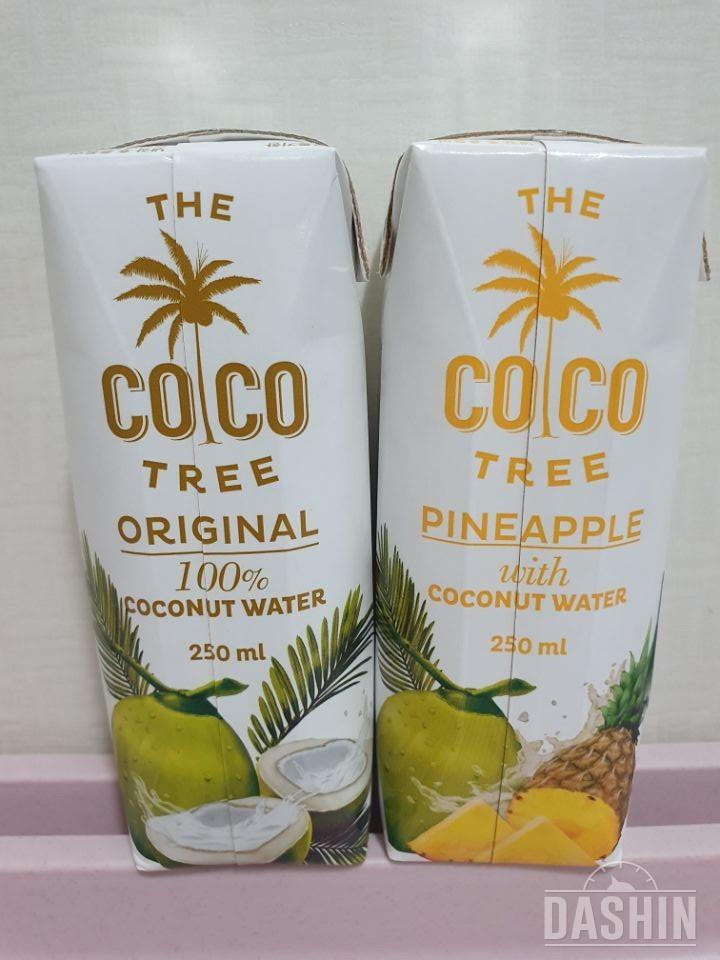 THE
COCO
TREE
ORIGINAL
100%
COCONUT WATER
250 ml
THE
COCO
TREE
PINEAPPLE
with
COCONUT WATER
250 ml
DASHIN